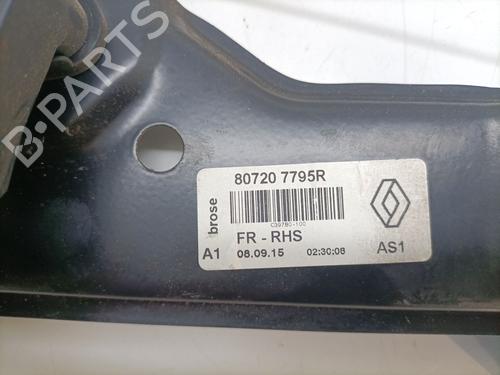 B-PARTS
brose
80720 7795R
C39780-100
A1
FR - RHS
08.09.15
02:30:08
AS1